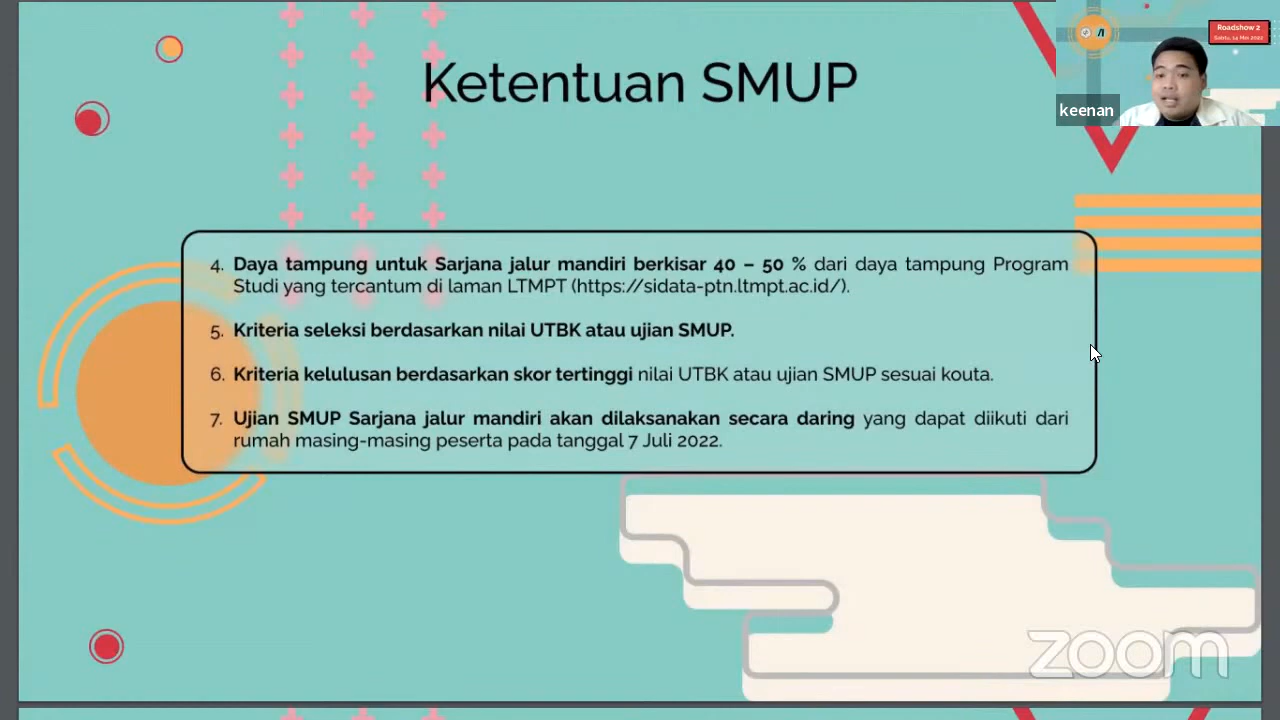 Ketentuan SMUP
Roadshow 2
Sabtu, 14 Mei 2022
keenan
4. Daya tampung untuk Sarjana jalur mandiri berkisar 40 – 50 % dari daya tampung Program
Studi yang tercantum di laman LTMPT (https://sidata-ptn.ltmpt.ac.id/).
5. Kriteria seleksi berdasarkan nilai UTBK atau ujian SMUP.
6. Kriteria kelulusan berdasarkan skor tertinggi nilai UTBK atau ujian SMUP sesuai kouta.
7. Ujian SMUP Sarjana jalur mandiri akan dilaksanakan secara daring yang dapat diikuti dari
rumah masing-masing peserta pada tanggal 7 Juli 2022.
zoom